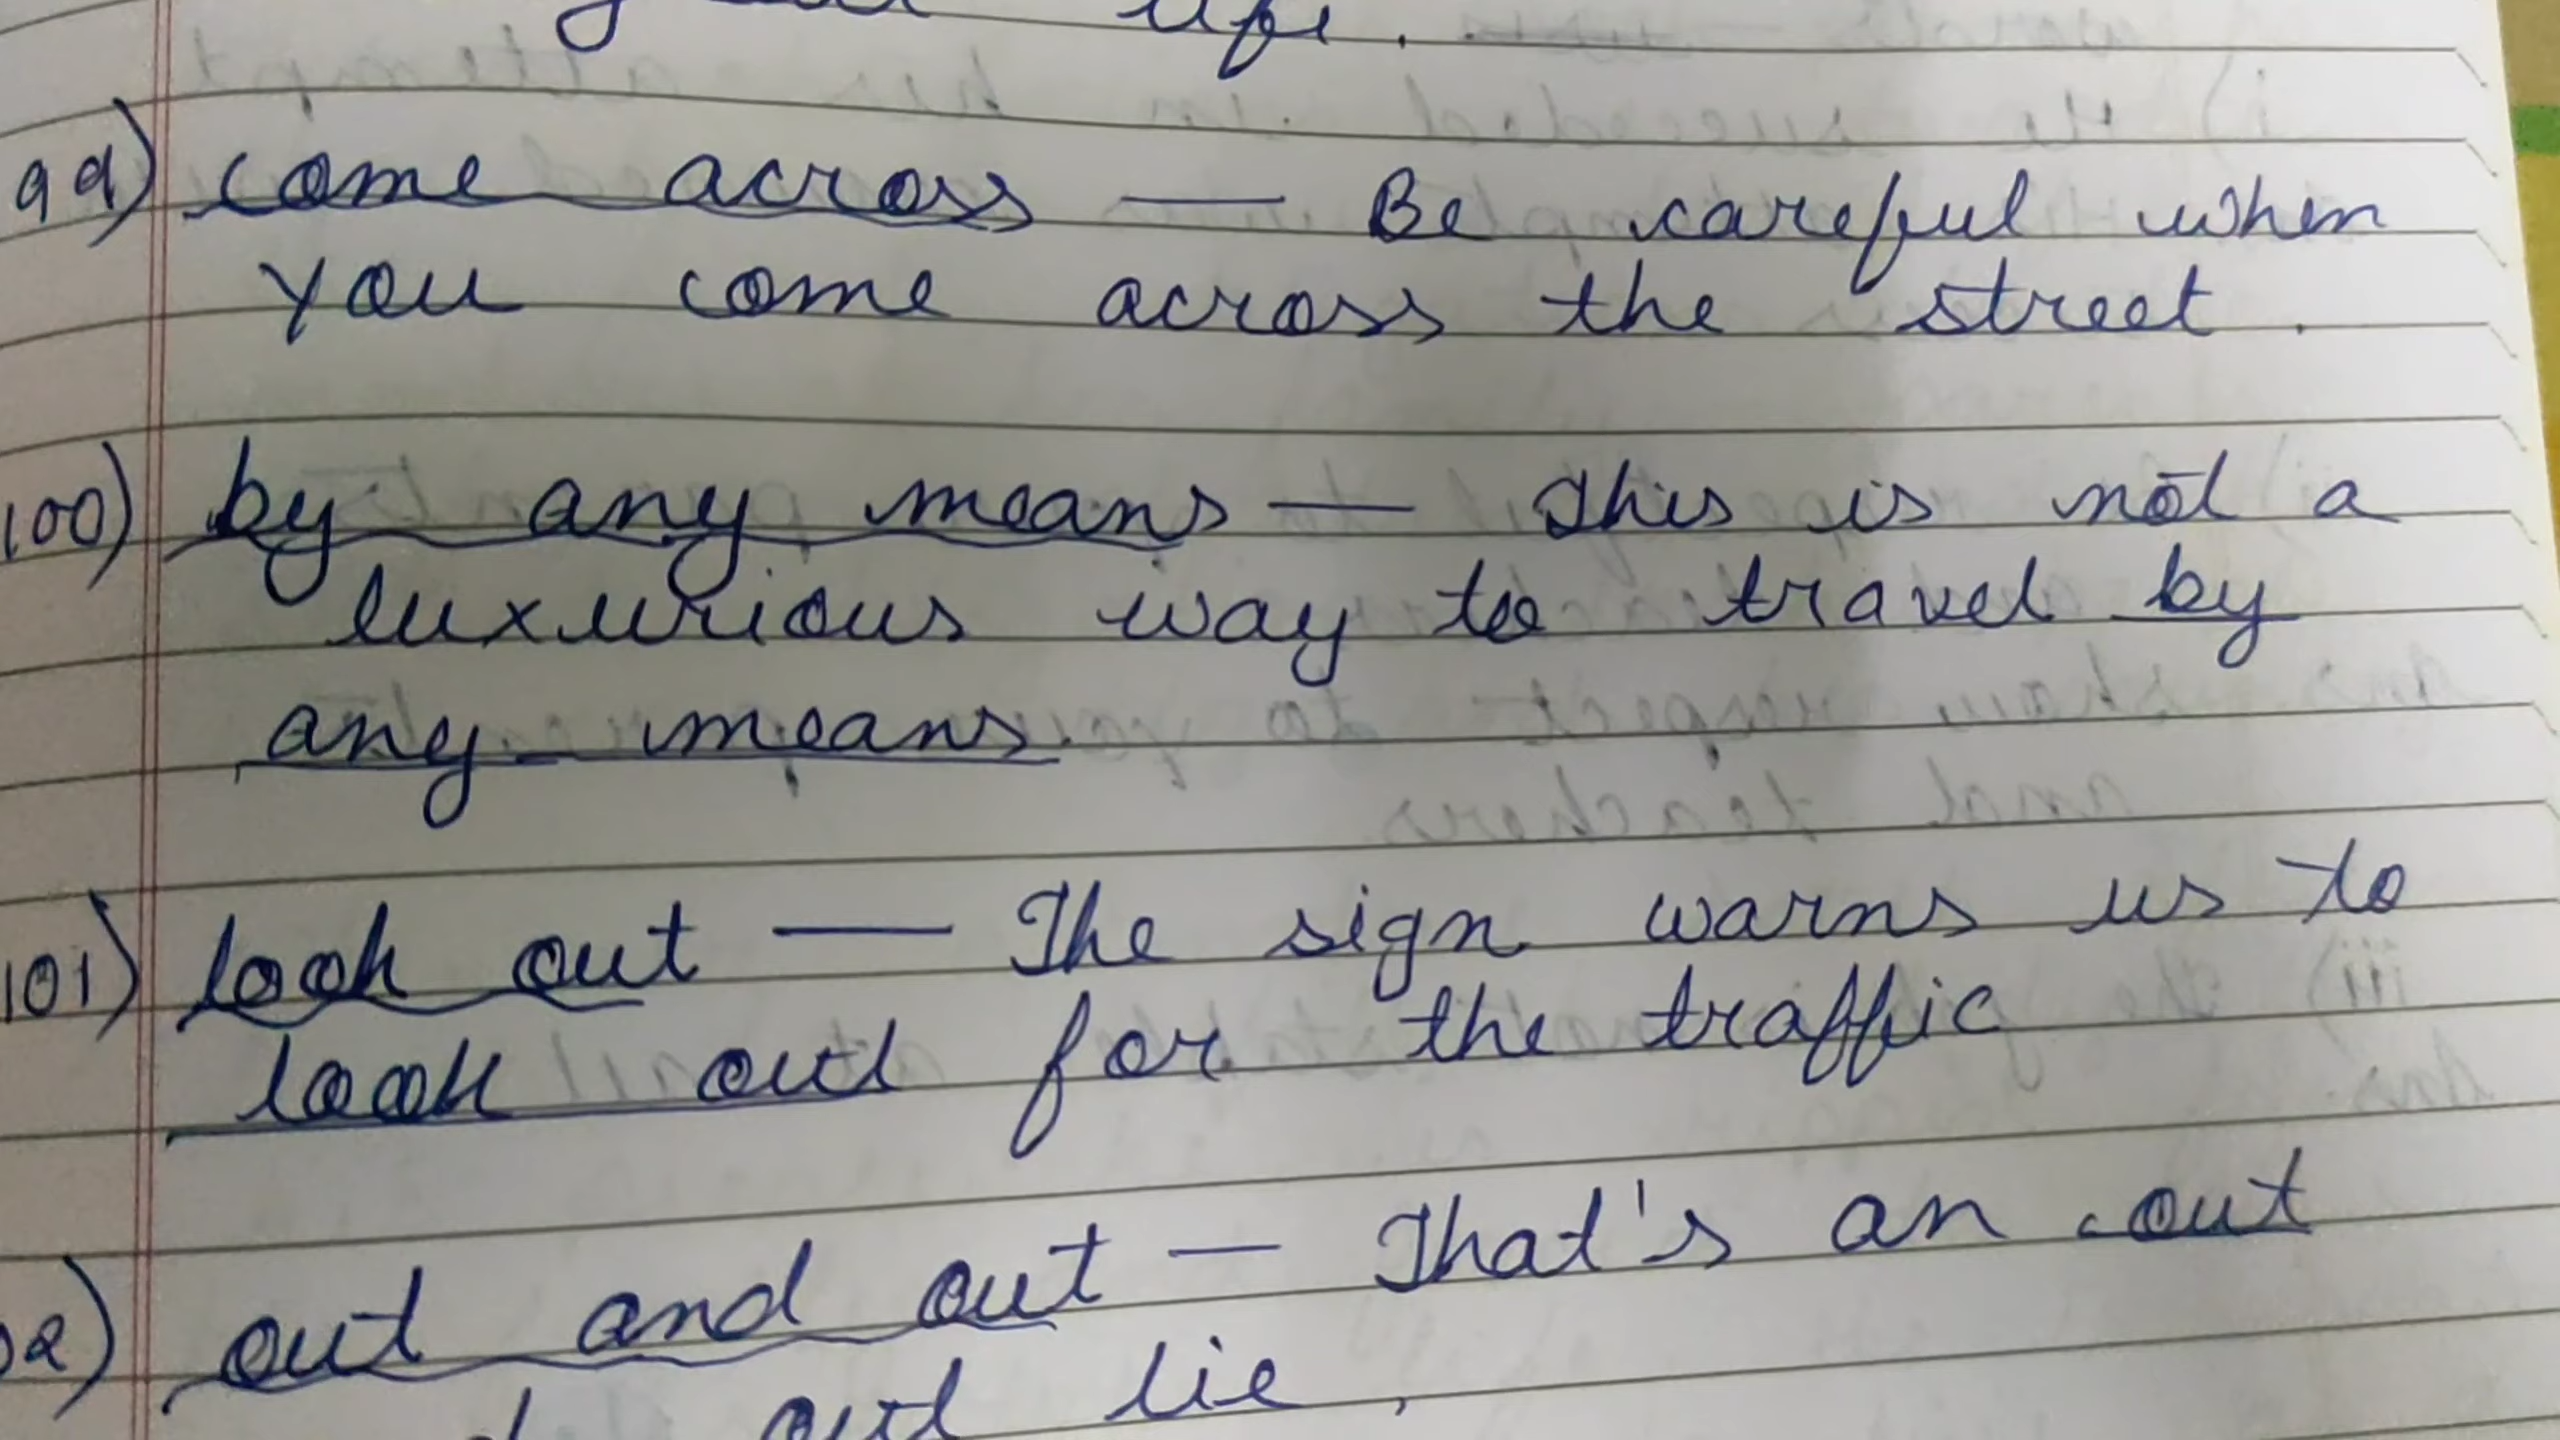 life.
99) come across — Be careful when
you come across the street.
100) by any means — This is not a
luxurious way to travel by
any means.
101) look out — The sign warns us to
look out for the traffic
out and out — That's an out
out lie.